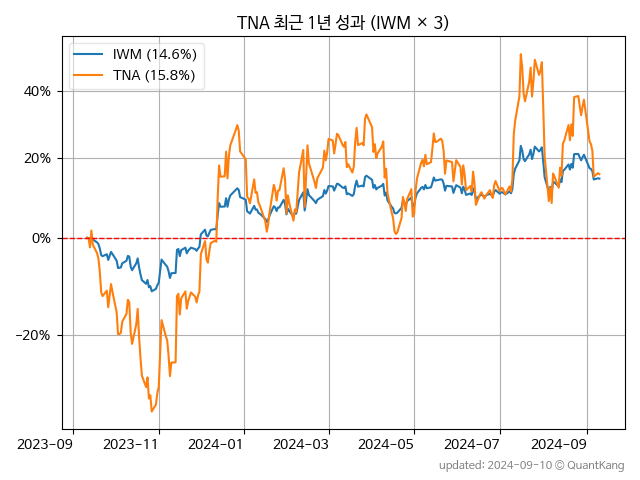 TNA 최근 1년 성과 (IWM × 3)
IWM (14.6%)
TNA (15.8%)
40%
20%
0%
−20%
2023-09 2023-11 2024-01 2024-03 2024-05 2024-07 2024-09
updated: 2024-09-10 © QuantKang